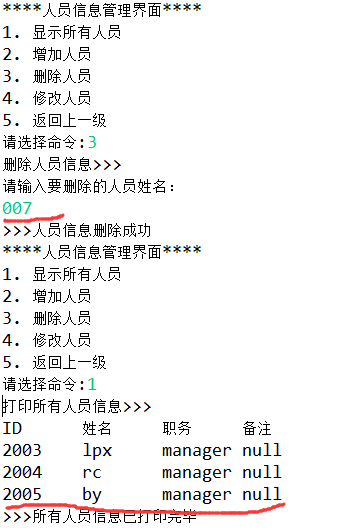 ****人员信息管理界面****
1. 显示所有人员
2. 增加人员
3. 删除人员
4. 修改人员
5. 返回上一级
请选择命令:3
删除人员信息>>>
请输入要删除的人员姓名:
007
>>>人员信息删除成功
****人员信息管理界面****
1. 显示所有人员
2. 增加人员
3. 删除人员
4. 修改人员
5. 返回上一级
请选择命令:1
打印所有人员信息>>>
ID 姓名 职务 备注
2003 lpx manager null
2004 rc manager null
2005 by manager null
>>>所有人员信息已打印完毕